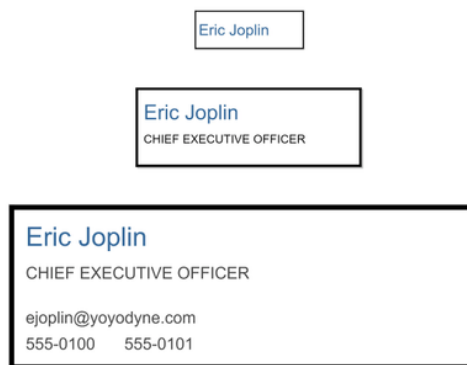 Eric Joplin
Eric Joplin
CHIEF EXECUTIVE OFFICER
Eric Joplin
CHIEF EXECUTIVE OFFICER
ejoplin@yoyodyne.com
555-0100 555-0101